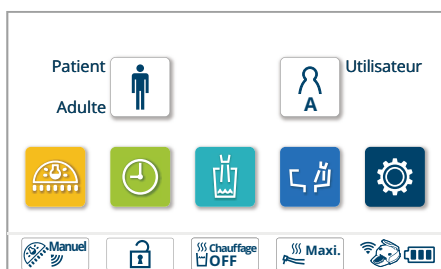 Patient
Utilisateur
Adulte
A
Manuel
Chauffage
OFF
Maxi.